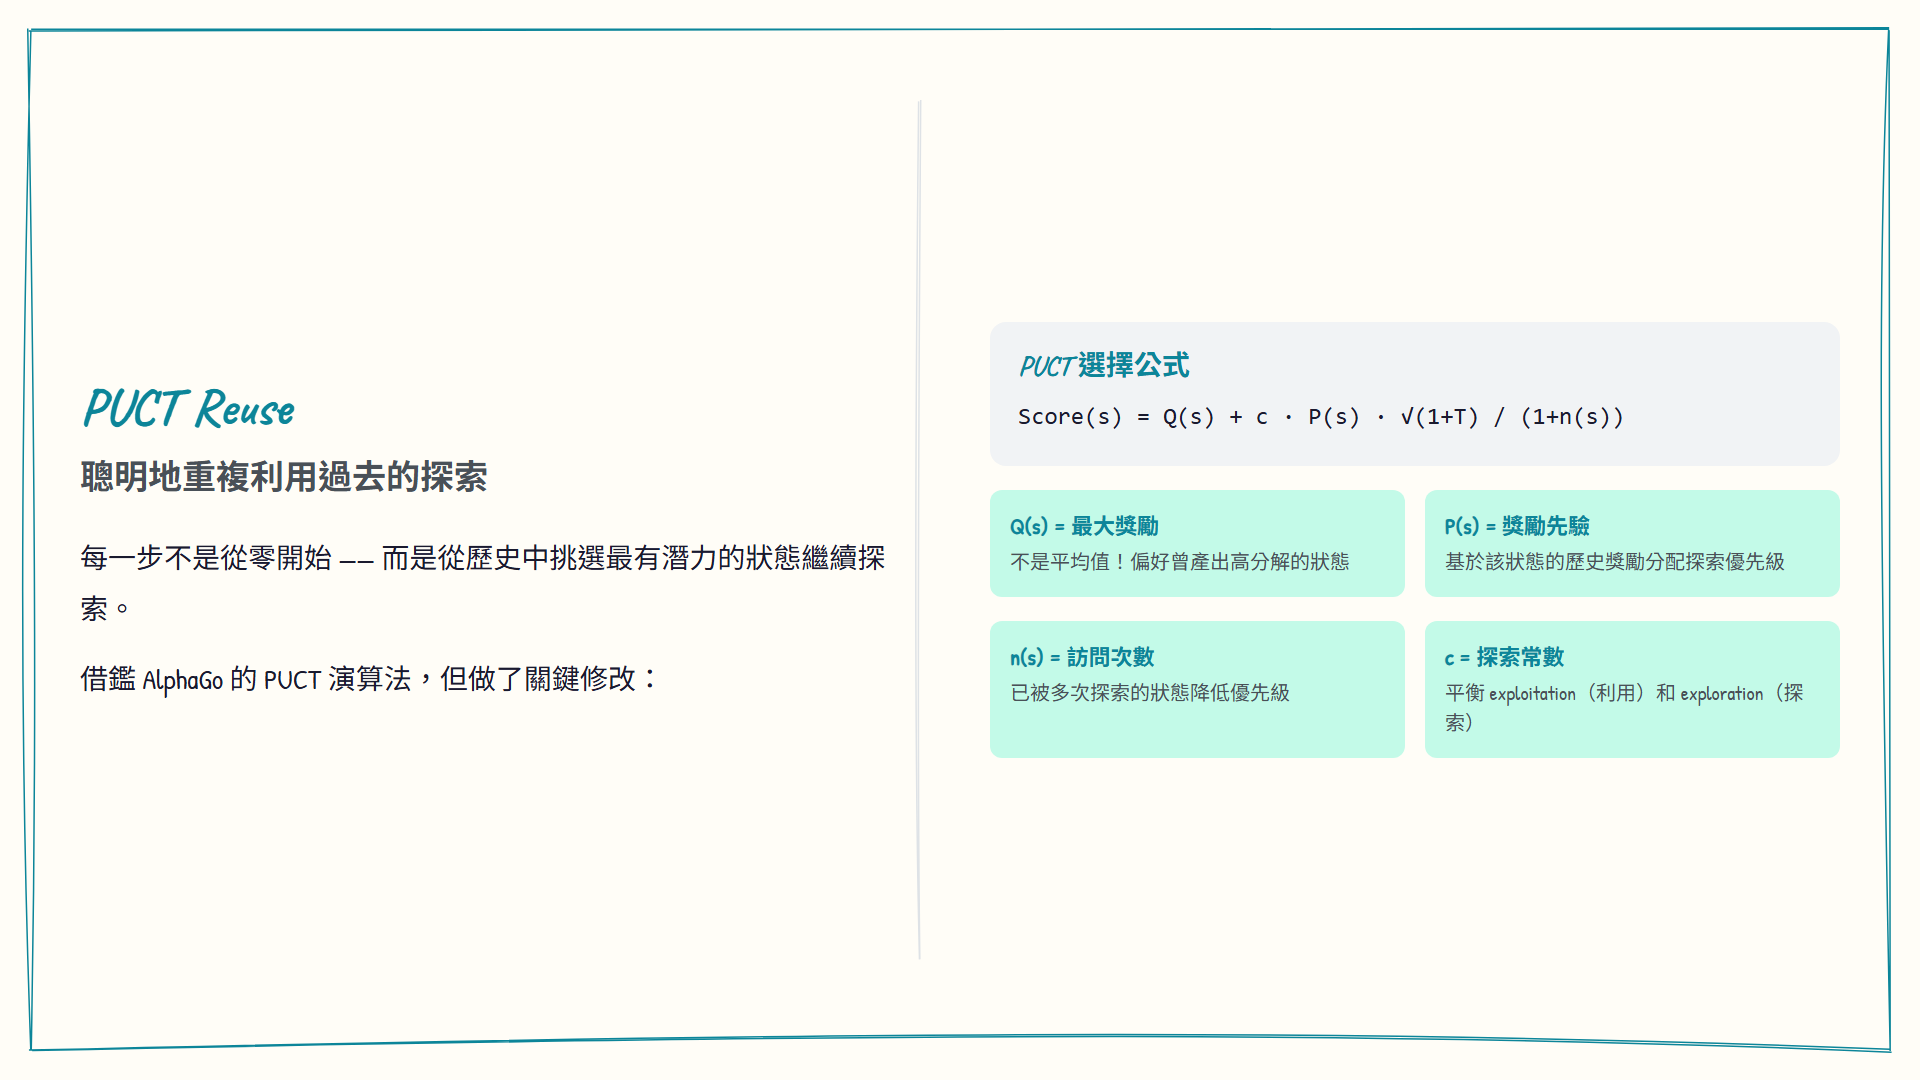 PUCT Reuse
聰明地重複利用過去的探索
每一步不是從零開始 —— 而是從歷史中挑選最有潛力的狀態繼續探
索。
借鑑 AlphaGo 的 PUCT 演算法，但做了關鍵修改：
PUCT 選擇公式
Score(s) = Q(s) + c · P(s) · √(1+T) / (1+n(s))
Q(s) = 最大獎勵
不是平均值！偏好曾產出高分解的狀態
P(s) = 獎勵先驗
基於該狀態的歷史獎勵分配探索優先級
n(s) = 訪問次數
已被多次探索的狀態降低優先級
c = 探索常數
平衡 exploitation（利用）和 exploration（探
索）